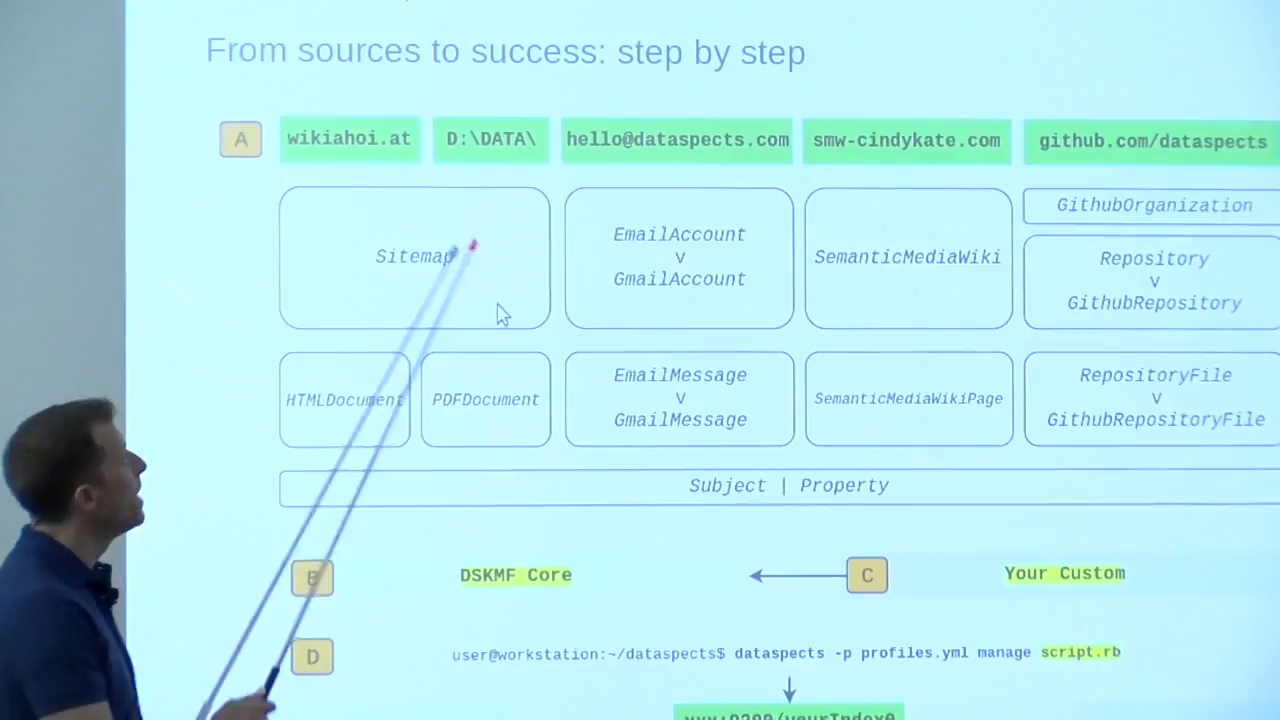 From sources to success: step by step
A
wikiahoi.at
D:\DATA\
hello@dataspects.com
smw-cindykate.com
github.com/dataspects
Sitemap
EmailAccount
v
GmailAccount
SemanticMediaWiki
GithubOrganization
Repository
v
GithubRepository
HTMLDocument
PDFDocument
EmailMessage
v
GmailMessage
SemanticMediaWikiPage
RepositoryFile
v
GithubRepositoryFile
Subject | Property
B
DSKMF Core
C
Your Custom
D
user@workstation:~/dataspects$ dataspects -p profiles.yml manage script.rb